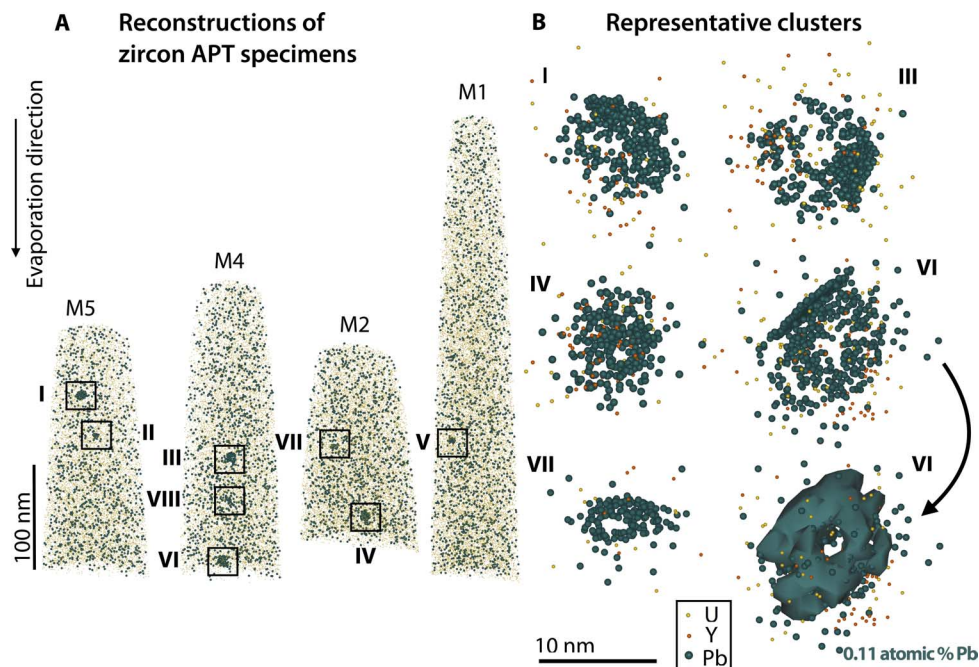 A Reconstructions of
zircon APT specimens
Evaporation direction
M5
M4
M2
M1
I
II
III
VIII
VI
VII
IV
V
100 nm
B Representative clusters
I
III
IV
VI
VII
VI
U
Y
Pb
10 nm
0.11 atomic % Pb